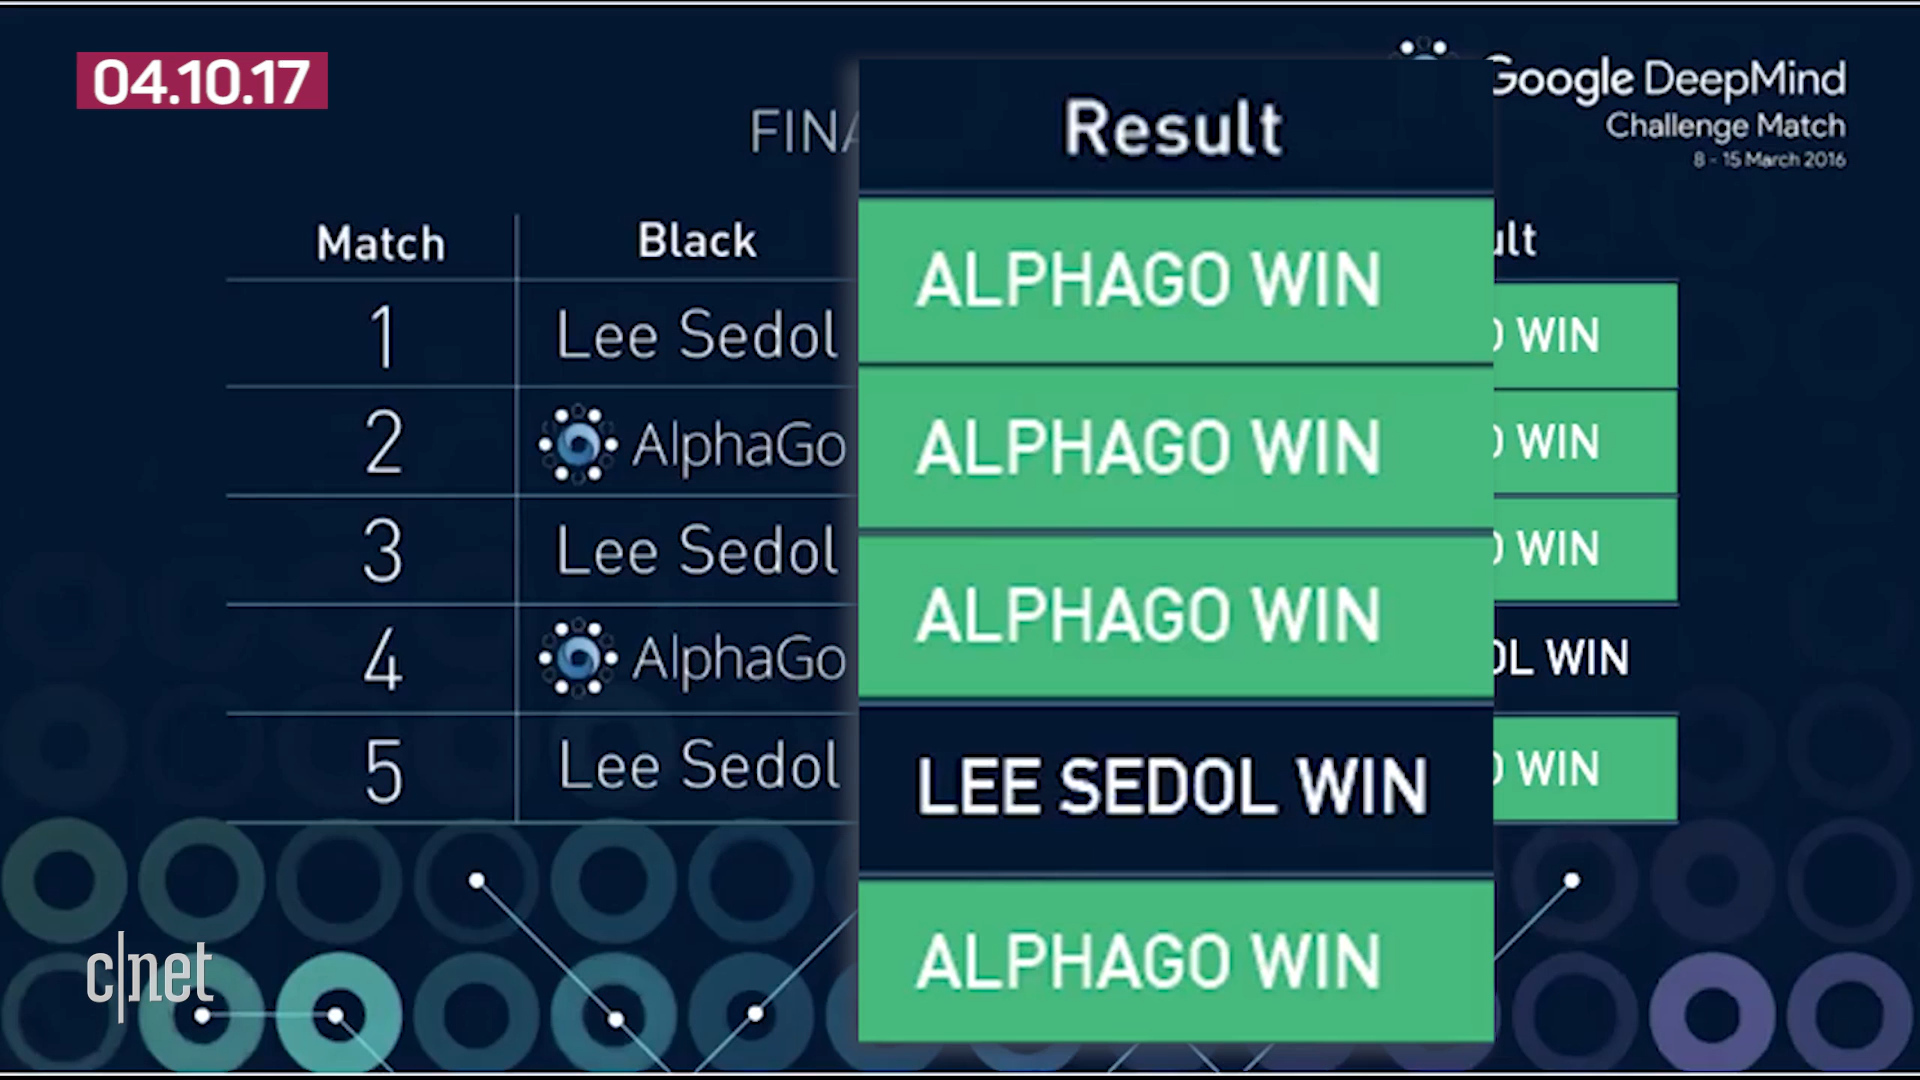 04.10.17
Google DeepMind
Challenge Match
8 - 15 March 2016
Result
Match Black
1 Lee Sedol
2 AlphaGo
3 Lee Sedol
4 AlphaGo
5 Lee Sedol
ALPHAGO WIN
ALPHAGO WIN
ALPHAGO WIN
LEE SEDOL WIN
ALPHAGO WIN
WIN
WIN
WIN
WIN
WIN
c|net